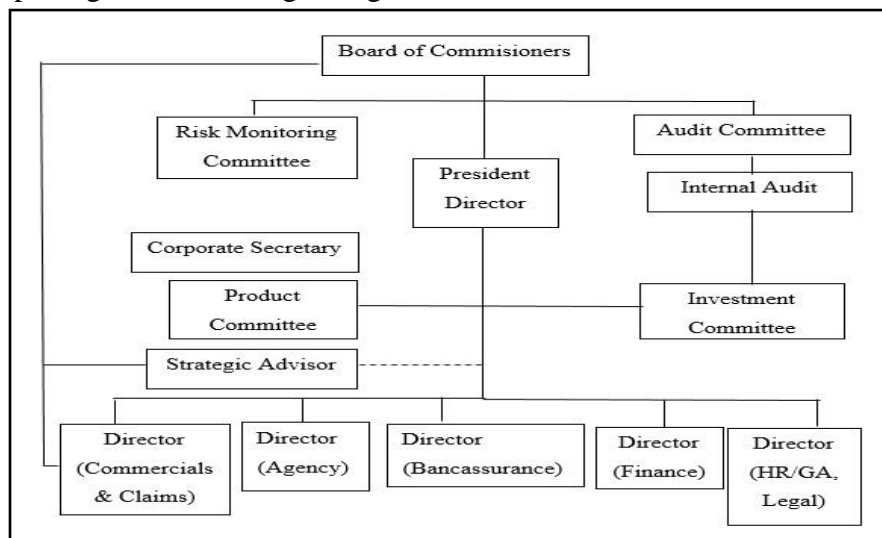 Board of Commisioners
Risk Monitoring
Committee
Audit Committee
President
Director
Internal Audit
Corporate Secretary
Product
Committee
Investment
Committee
Strategic Advisor
Director
(Commercials
& Claims)
Director
(Agency)
Director
(Bancassurance)
Director
(Finance)
Director
(HR/GA,
Legal)